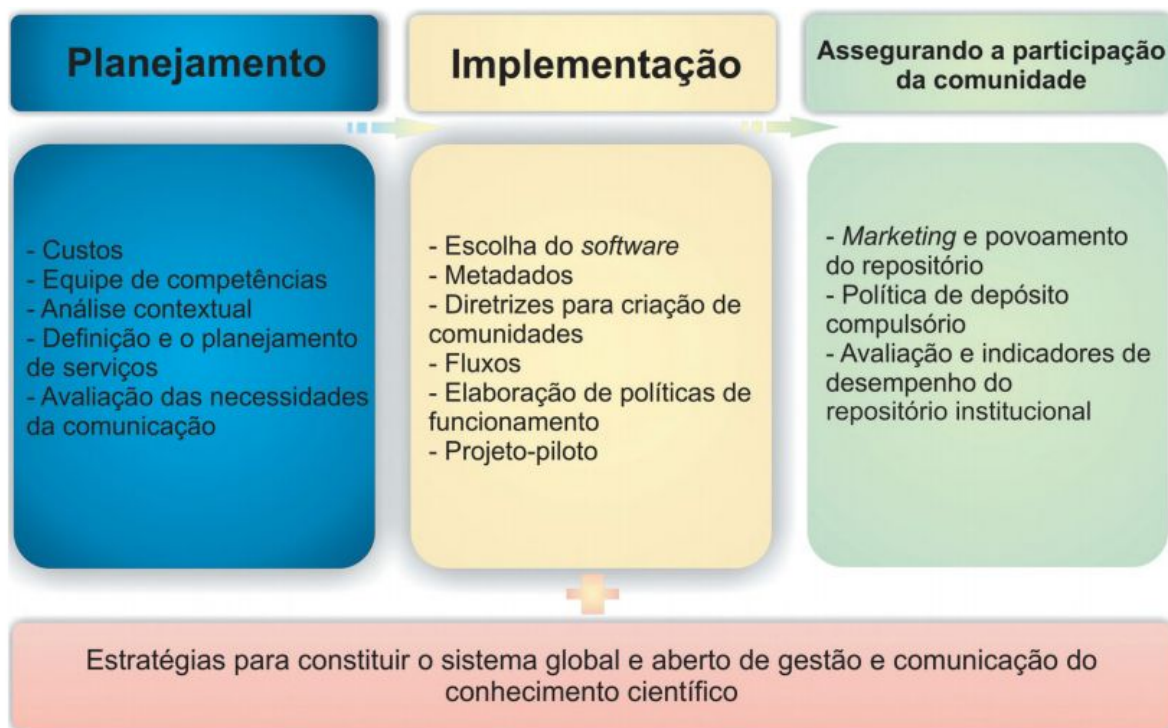 Planejamento
- Custos
- Equipe de competências
- Análise contextual
- Definição e o planejamento
de serviços
- Avaliação das necessidades
da comunicação
Implementação
- Escolha do software
- Metadados
- Diretrizes para criação de
comunidades
- Fluxos
- Elaboração de políticas de
funcionamento
- Projeto-piloto
Assegurando a participação
da comunidade
- Marketing e povoamento
do repositório
- Política de depósito
compulsório
- Avaliação e indicadores de
desempenho do
repositório institucional
Estratégias para constituir o sistema global e aberto de gestão e comunicação do
conhecimento científico